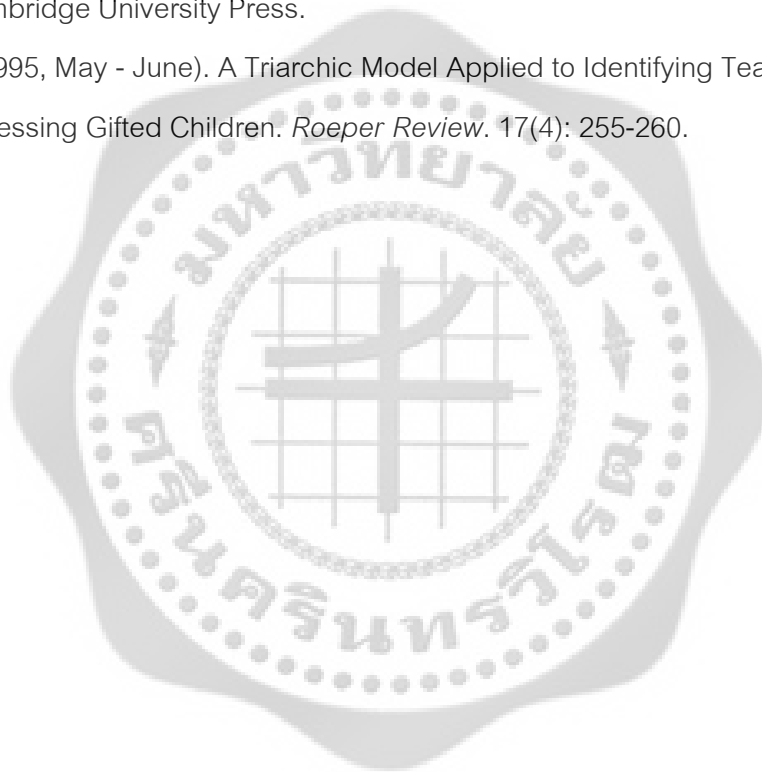 nbridge University Press.
995, May - June). A Triarchic Model Applied to Identifying Tea
essing Gifted Children. Roeper Review. 17(4): 255-260.
มหาวิทยาลัย
ศรีนครินทรวิโรฒ